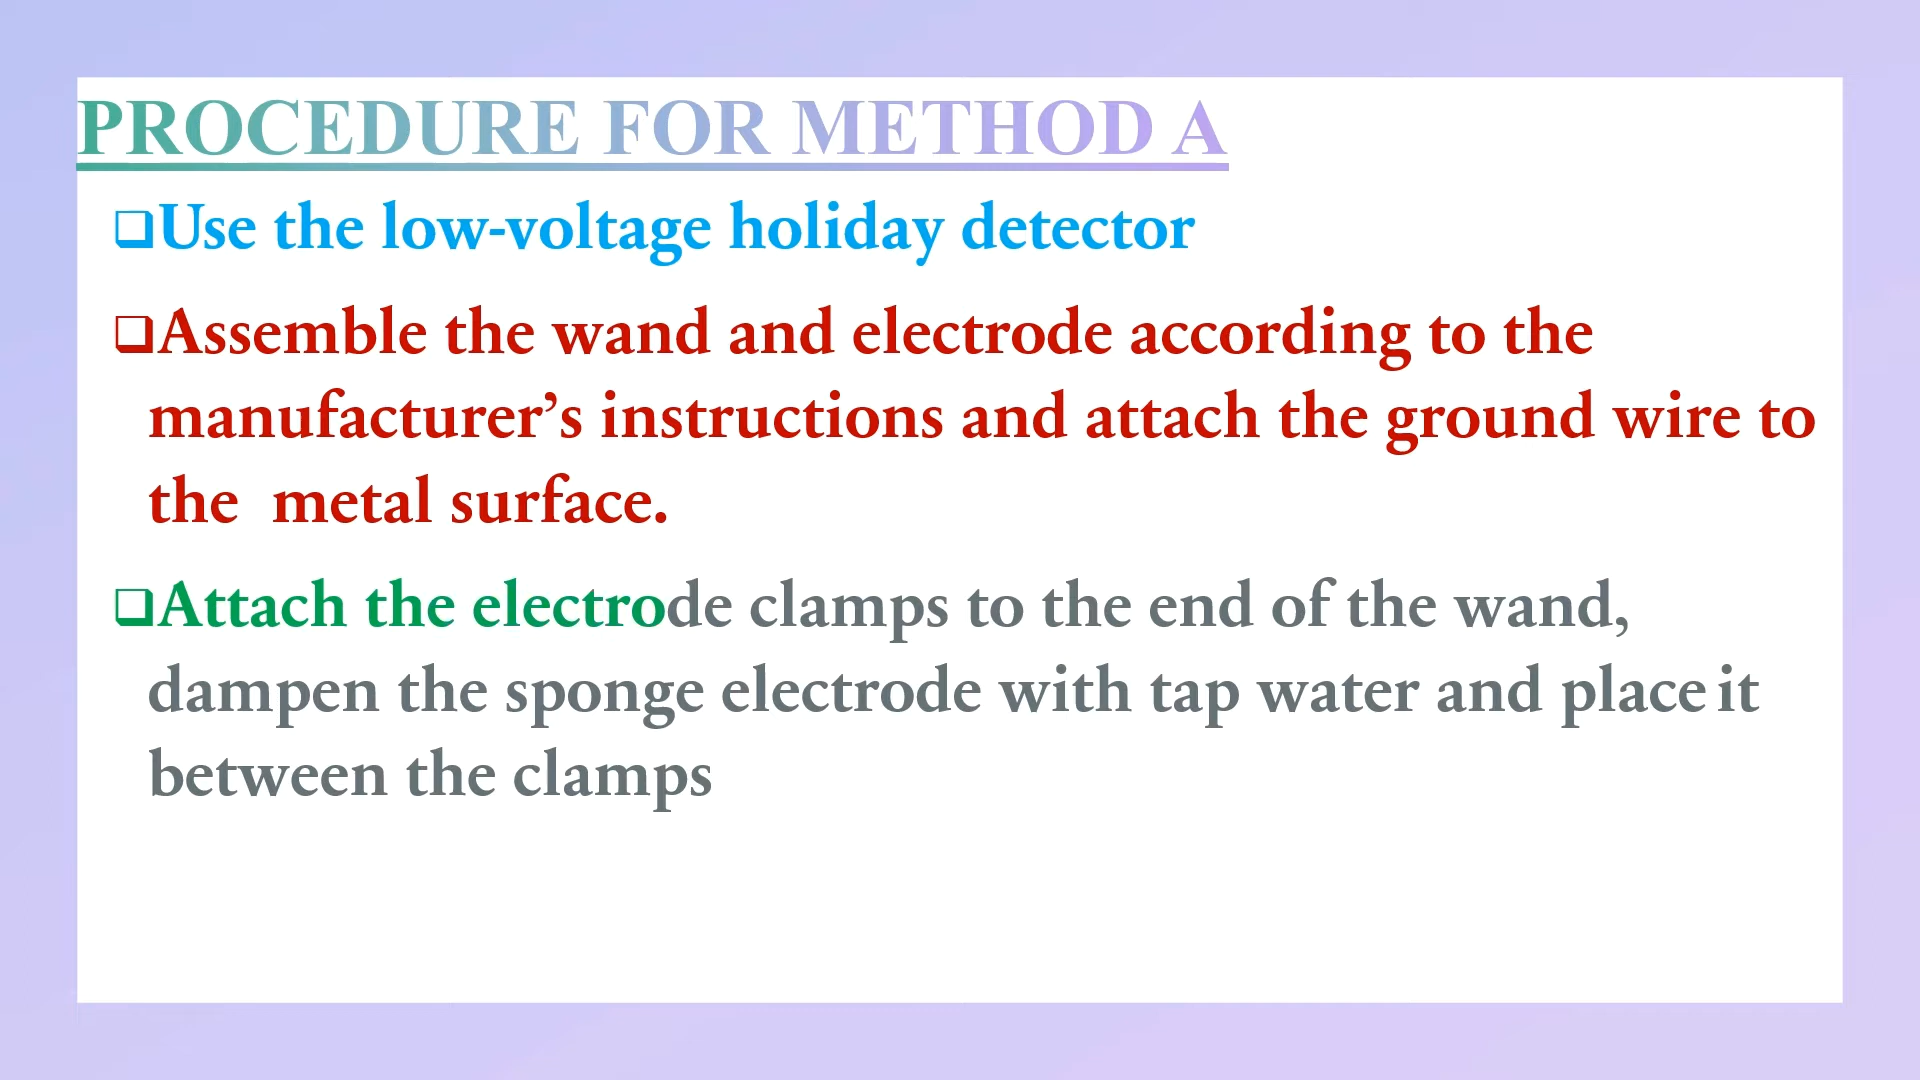 PROCEDURE FOR METHOD A
❑Use the low-voltage holiday detector
❑Assemble the wand and electrode according to the
manufacturer’s instructions and attach the ground wire to
the  metal surface.
❑Attach the electrode clamps to the end of the wand,
dampen the sponge electrode with tap water and place it
between the clamps